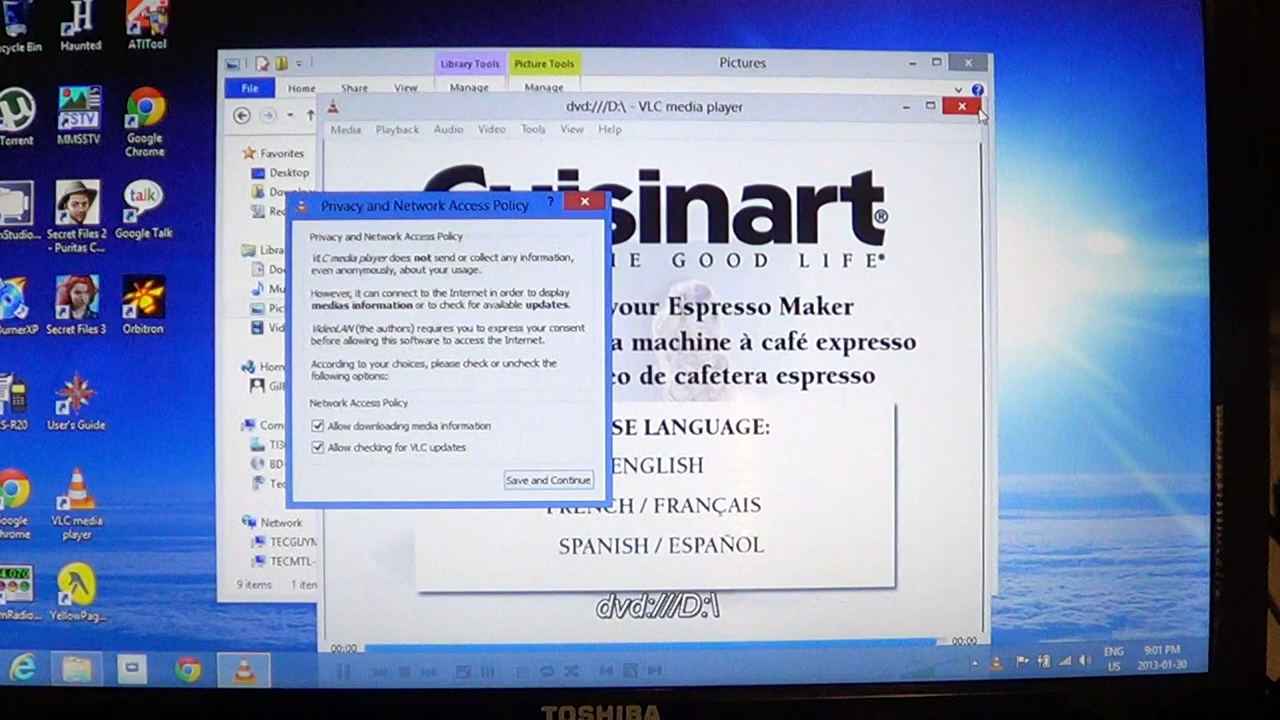 Recycle Bin
Haunted
ATITool
uTorrent
MMSSTV
Google
Chrome
Secret Files 2
- Puritas C...
Google Talk
Secret Files 3
Orbitron
User's Guide
VLC media
player
YellowPag...
Library Tools
Picture Tools
Pictures
File
Home
Share
View
Manage
Manage
dvd:///D:\ - VLC media player
Media Playback Audio Video Tools View Help
Favorites
Desktop
Network
9 items
Privacy and Network Access Policy
?
Privacy and Network Access Policy
VLC media player does not send or collect any information,
even anonymously, about your usage.
However, it can connect to the Internet in order to display
medias information or to check for available updates.
VideoLAN (the authors) requires you to express your consent
before allowing this software to access the Internet.
According to your choices, please check or uncheck the
following options:
Network Access Policy
Allow downloading media information
Allow checking for VLC updates
Save and Continue
Cuisinart®
GOOD LIFE®
your Espresso Maker
a machine à café expresso
de cafetera espresso
LANGUAGE:
ENGLISH
FRENCH / FRANÇAIS
SPANISH / ESPAÑOL
dvd:///D:\
00:00
00:00
ENG
US
9:01 PM
2013-01-30
TOSHIBA